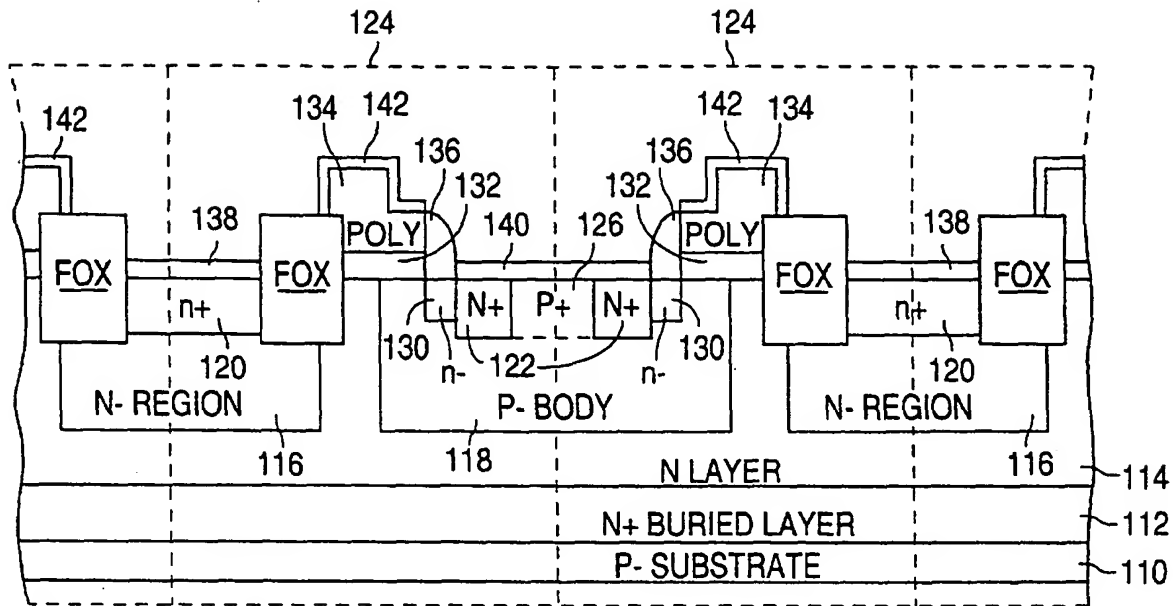 124 124
142 134 142 136 132 142 136 134 132
138 POLY 140 126 POLY 138
FOX FOX FOX FOX
n+ N+ P+ N+ n+
120 130 n- 122 n- 130 120
N- REGION P- BODY N- REGION
116 118 N LAYER 116 114
N+ BURIED LAYER 112
P- SUBSTRATE 110